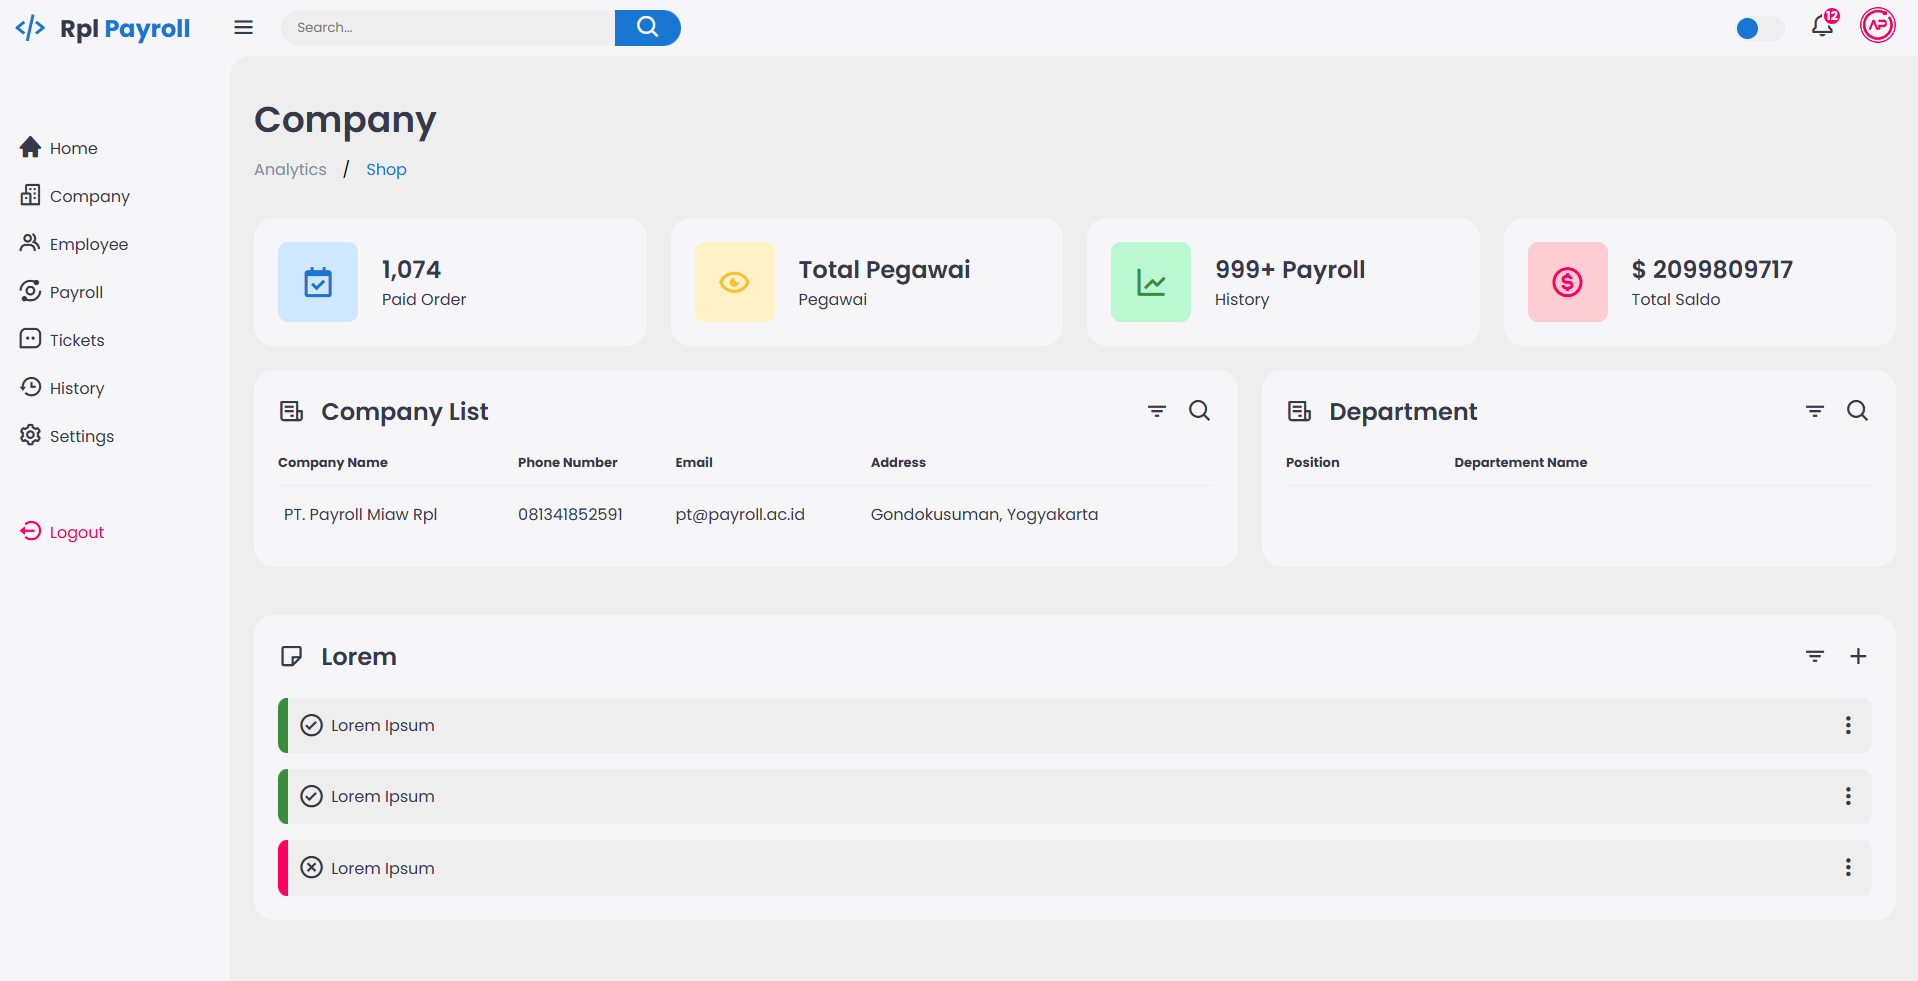 </> Rpl Payroll
Search...
12
AP
Home
Company
Employee
Payroll
Tickets
History
Settings
Logout
Company
Analytics / Shop
1,074
Paid Order
Total Pegawai
Pegawai
999+ Payroll
History
$ 2099809717
Total Saldo
Company List
Company Name Phone Number Email Address
PT. Payroll Miaw Rpl 081341852591 pt@payroll.ac.id Gondokusuman, Yogyakarta
Department
Position Departement Name
Lorem
Lorem Ipsum
Lorem Ipsum
Lorem Ipsum